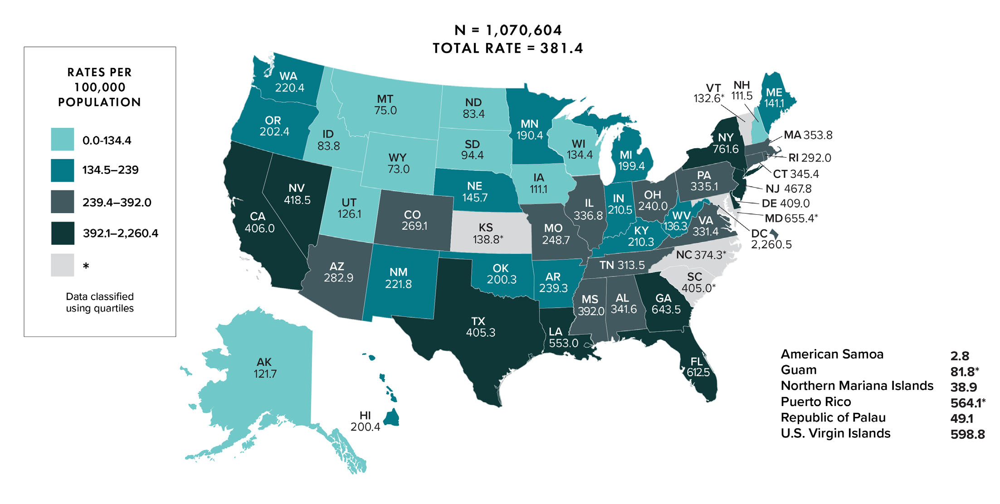 N = 1,070,604
TOTAL RATE = 381.4
RATES PER
100,000
POPULATION
0.0-134.4
134.5–239
239.4–392.0
392.1–2,260.4
*
Data classified
using quartiles
WA
220.4
OR
202.4
CA
406.0
NV
418.5
ID
83.8
MT
75.0
WY
73.0
UT
126.1
CO
269.1
AZ
282.9
NM
221.8
ND
83.4
SD
94.4
NE
145.7
KS
138.8*
OK
200.3
TX
405.3
MN
190.4
IA
111.1
MO
248.7
AR
239.3
LA
553.0
WI
134.4
IL
336.8
MI
199.4
IN
210.5
OH
240.0
KY
210.3
TN 313.5
MS
392.0
AL
341.6
GA
643.5
FL
612.5
SC
405.0*
NC 374.3*
VA
331.4
WV
136.3
PA
335.1
NY
761.6
VT
132.6*
NH
111.5
ME
141.1
MA 353.8
RI 292.0
CT 345.4
NJ 467.8
DE 409.0
MD 655.4*
DC
2,260.5
AK
121.7
HI
200.4
American Samoa 2.8
Guam 81.8*
Northern Mariana Islands 38.9
Puerto Rico 564.1*
Republic of Palau 49.1
U.S. Virgin Islands 598.8